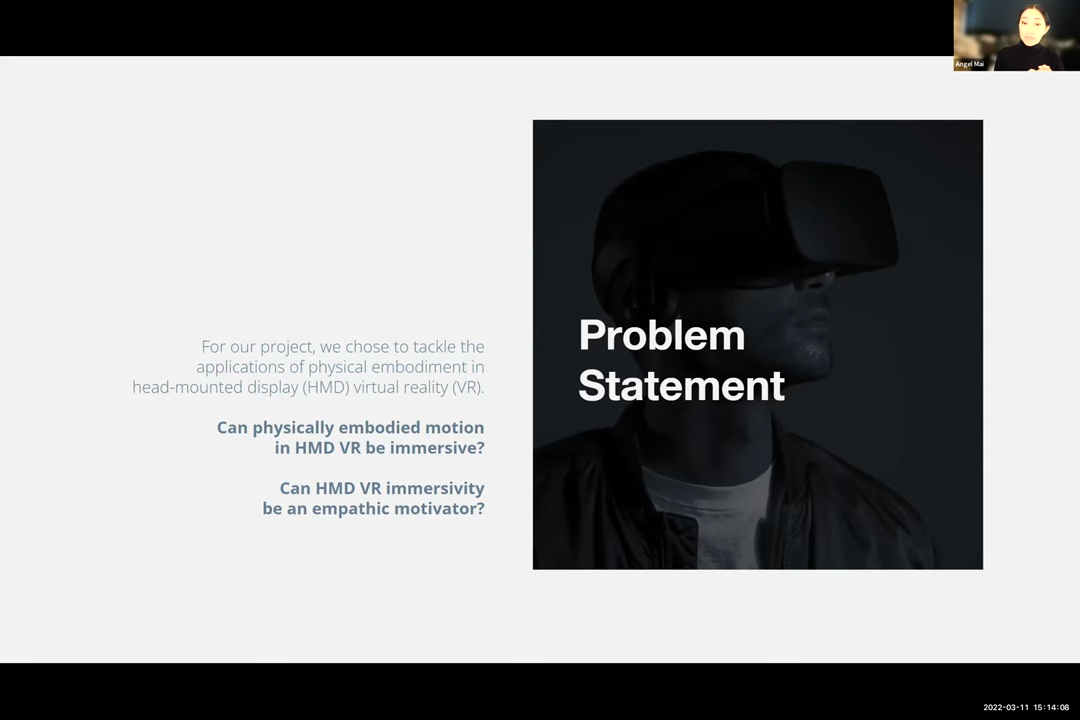 Angel Mai
For our project, we chose to tackle the
applications of physical embodiment in
head-mounted display (HMD) virtual reality (VR).
Can physically embodied motion
in HMD VR be immersive?
Can HMD VR immersivity
be an empathic motivator?
Problem
Statement
2022-03-11 15:14:08